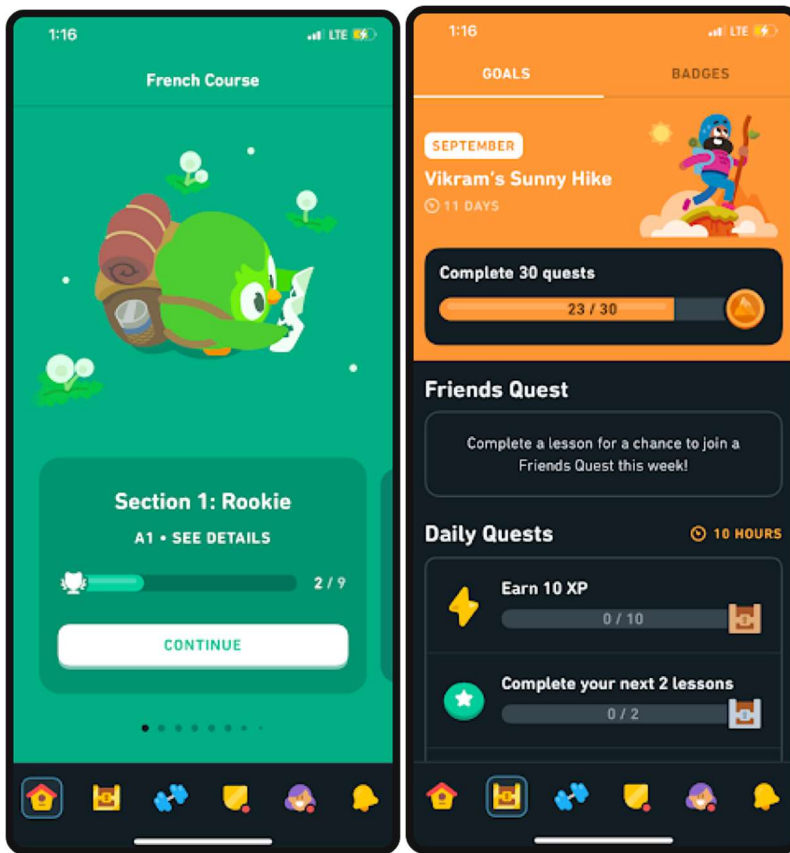 1:16
LTE
French Course
Section 1: Rookie
A1 • SEE DETAILS
2 / 9
CONTINUE
1:16
LTE
GOALS
BADGES
SEPTEMBER
Vikram's Sunny Hike
11 DAYS
Complete 30 quests
23 / 30
Friends Quest
Complete a lesson for a chance to join a
Friends Quest this week!
Daily Quests
10 HOURS
Earn 10 XP
0 / 10
Complete your next 2 lessons
0 / 2